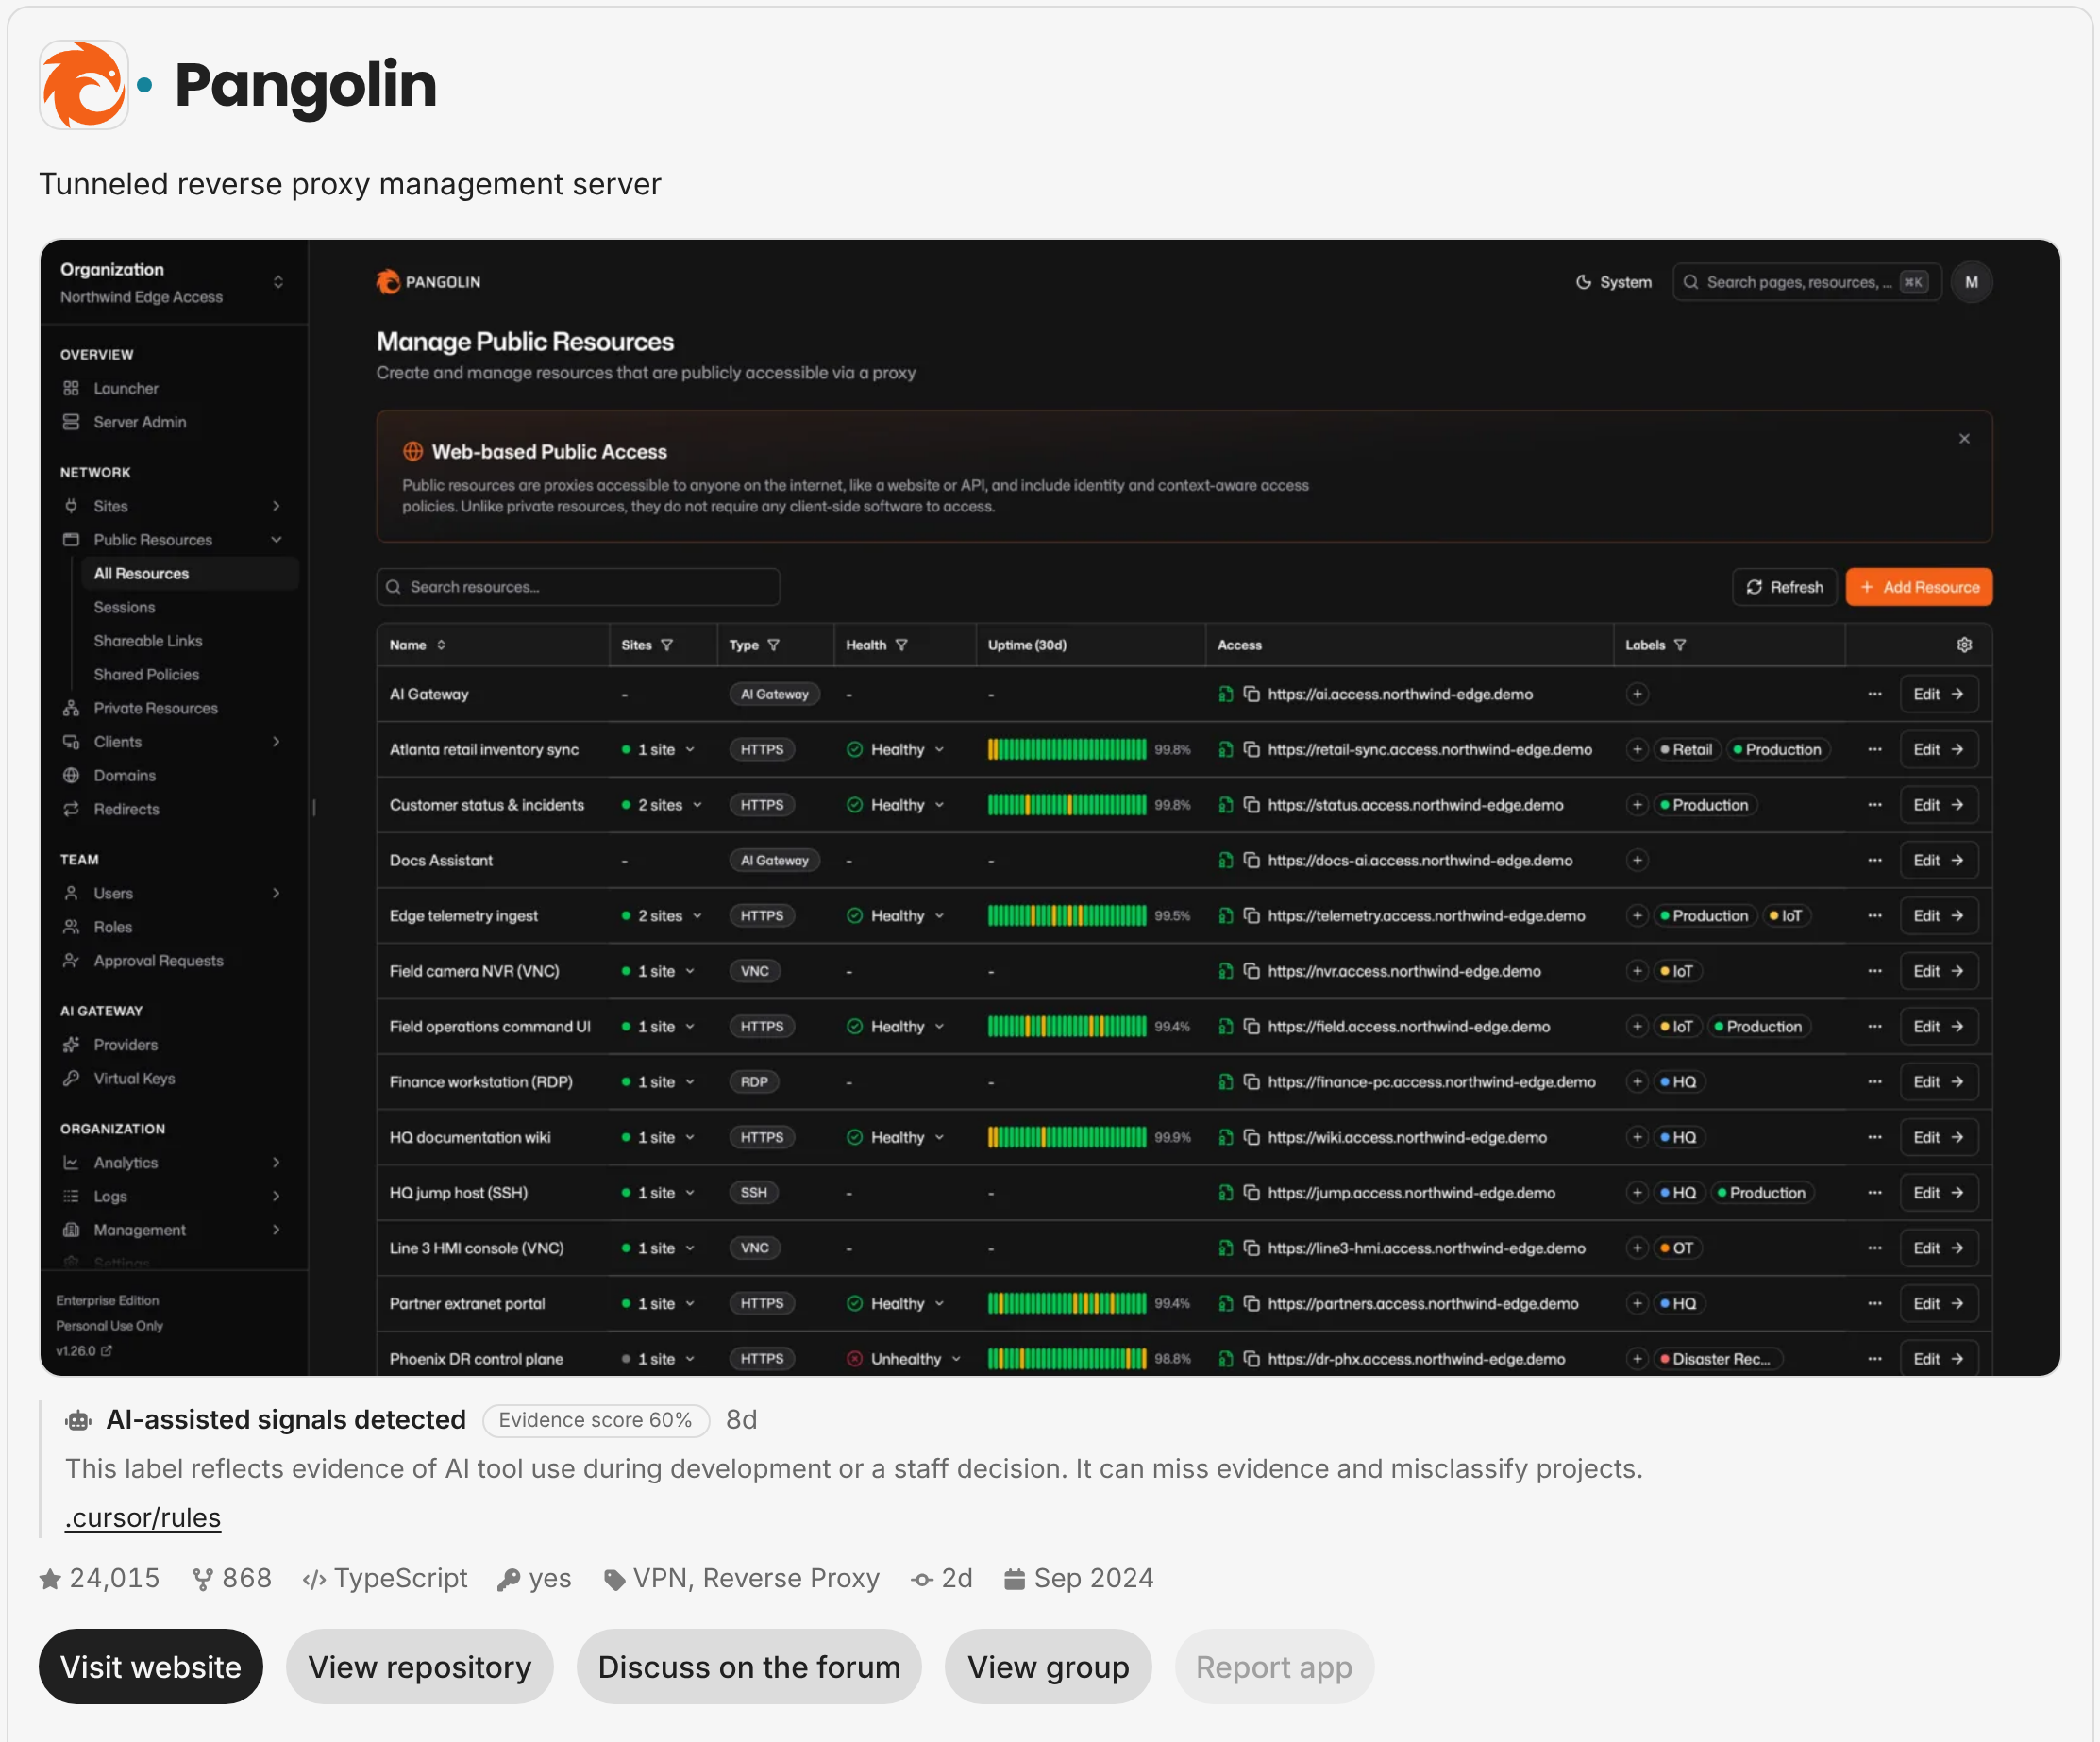 Pangolin
Tunneled reverse proxy management server
Organization
Northwind Edge Access
OVERVIEW
Launcher
Server Admin
NETWORK
Sites
Public Resources
All Resources
Sessions
Shareable Links
Shared Policies
Private Resources
Clients
Domains
Redirects
TEAM
Users
Roles
Approval Requests
AI GATEWAY
Providers
Virtual Keys
ORGANIZATION
Analytics
Logs
Management
Settings
Enterprise Edition
Personal Use Only
v1.26.0
PANGOLIN
System
Search pages, resources, ... ⌘K
M
Manage Public Resources
Create and manage resources that are publicly accessible via a proxy
Web-based Public Access
Public resources are proxies accessible to anyone on the internet, like a website or API, and include identity and context-aware access
policies. Unlike private resources, they do not require any client-side software to access.
Search resources...
Refresh
+ Add Resource
Name Sites Type Health Uptime (30d) Access Labels
AI Gateway - AI Gateway - - https://ai.access.northwind-edge.demo + ... Edit →
Atlanta retail inventory sync 1 site HTTPS Healthy 99.8% https://retail-sync.access.northwind-edge.demo + Retail Production ... Edit →
Customer status & incidents 2 sites HTTPS Healthy 99.8% https://status.access.northwind-edge.demo + Production ... Edit →
Docs Assistant - AI Gateway - - https://docs-ai.access.northwind-edge.demo + ... Edit →
Edge telemetry ingest 2 sites HTTPS Healthy 99.5% https://telemetry.access.northwind-edge.demo + Production IoT ... Edit →
Field camera NVR (VNC) 1 site VNC - - https://nvr.access.northwind-edge.demo + IoT ... Edit →
Field operations command UI 1 site HTTPS Healthy 99.4% https://field.access.northwind-edge.demo + IoT Production ... Edit →
Finance workstation (RDP) 1 site RDP - - https://finance-pc.access.northwind-edge.demo + HQ ... Edit →
HQ documentation wiki 1 site HTTPS Healthy 99.9% https://wiki.access.northwind-edge.demo + HQ ... Edit →
HQ jump host (SSH) 1 site SSH - - https://jump.access.northwind-edge.demo + HQ Production ... Edit →
Line 3 HMI console (VNC) 1 site VNC - - https://line3-hmi.access.northwind-edge.demo + OT ... Edit →
Partner extranet portal 1 site HTTPS Healthy 99.4% https://partners.access.northwind-edge.demo + HQ ... Edit →
Phoenix DR control plane 1 site HTTPS Unhealthy 98.8% https://dr-phx.access.northwind-edge.demo + Disaster Rec... ... Edit →
AI-assisted signals detected Evidence score 60% 8d
This label reflects evidence of AI tool use during development or a staff decision. It can miss evidence and misclassify projects.
.cursor/rules
24,015 868 TypeScript yes VPN, Reverse Proxy 2d Sep 2024
Visit website View repository Discuss on the forum View group Report app